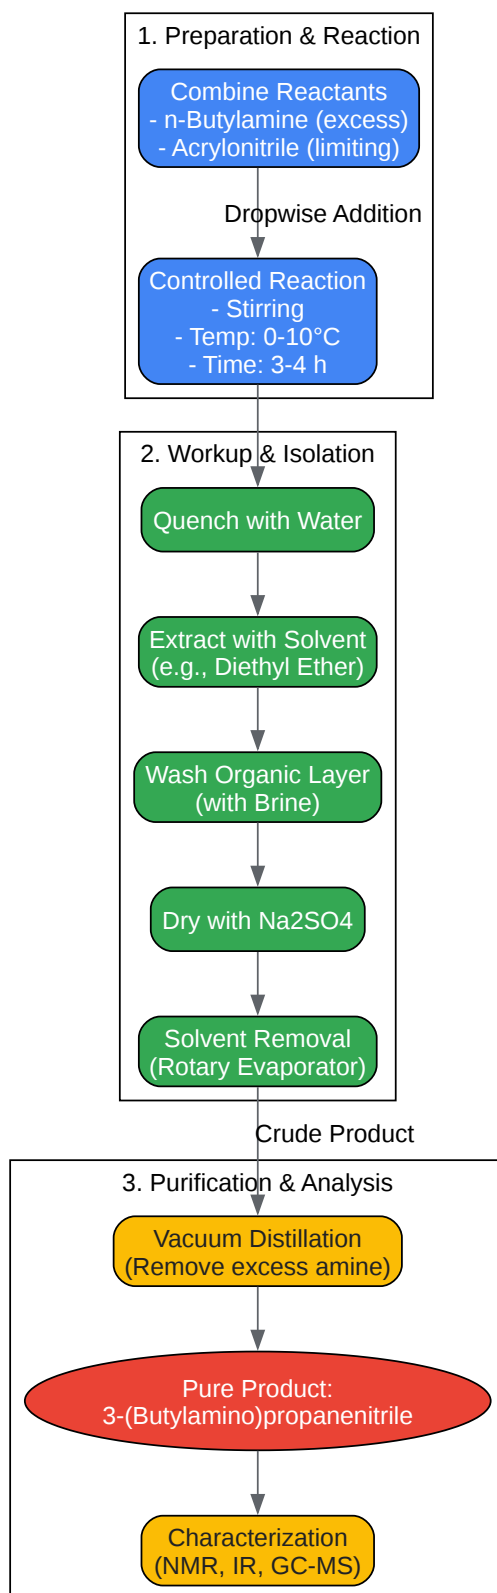 1. Preparation & Reaction
Combine Reactants
- n-Butylamine (excess)
- Acrylonitrile (limiting)
Dropwise Addition
Controlled Reaction
- Stirring
- Temp: 0-10°C
- Time: 3-4 h
2. Workup & Isolation
Quench with Water
Extract with Solvent
(e.g., Diethyl Ether)
Wash Organic Layer
(with Brine)
Dry with Na2SO4
Solvent Removal
(Rotary Evaporator)
Crude Product
3. Purification & Analysis
Vacuum Distillation
(Remove excess amine)
Pure Product:
3-(Butylamino)propanenitrile
Characterization
(NMR, IR, GC-MS)